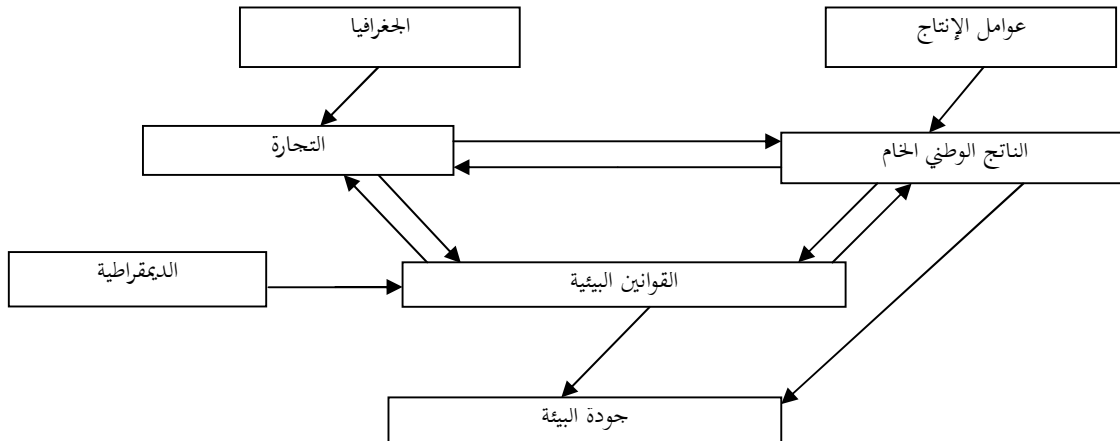 الجغرافيا
عوامل الإنتاج
التجارة
الناتج الوطني الخام
الديمقراطية
القوانين البيئية
جودة البيئة